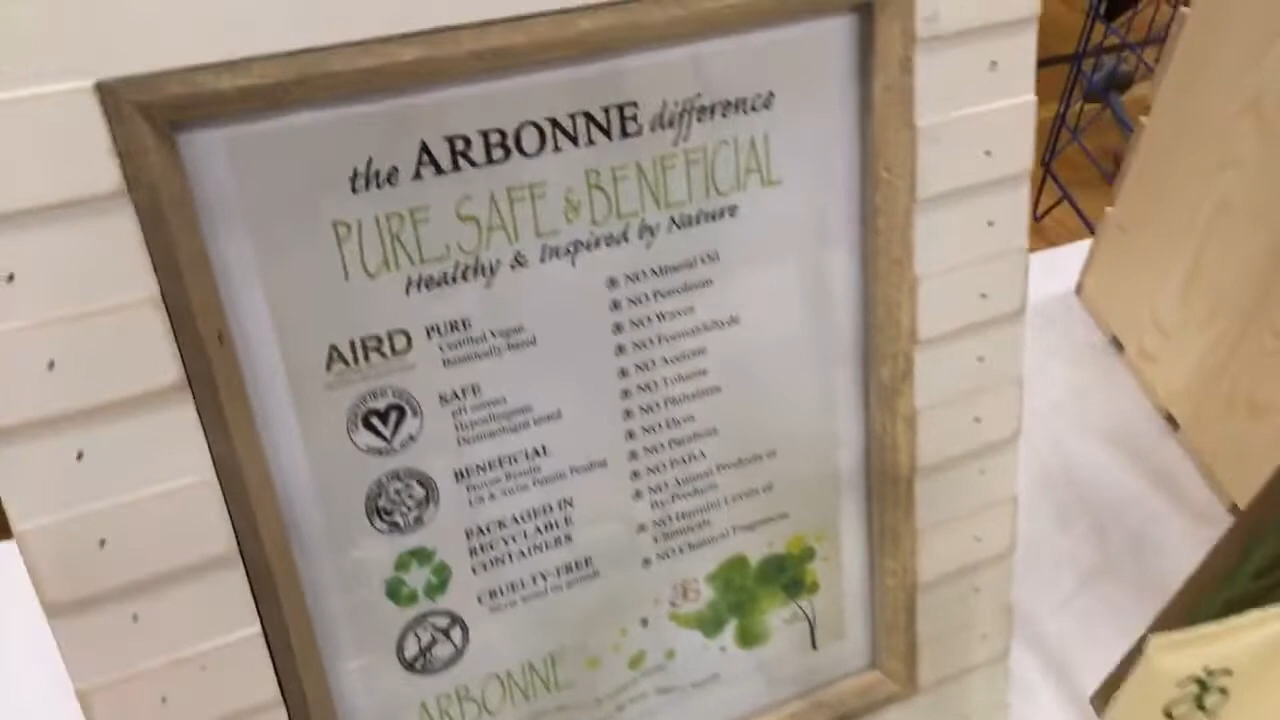 the ARBONNE difference
PURE, SAFE & BENEFICIAL
Healthy & Inspired by Nature
AIRD
PURE
Certified Vegan
Botanically-based
SAFE
pH correct
Hypoallergenic
Dermatologist tested
BENEFICIAL
Proven Results
US & Swiss Patents Pending
PACKAGED IN
RECYCLABLE
CONTAINERS
CRUELTY-FREE
Never tested on animals
NO Mineral Oil
NO Petroleum
NO Waxes
NO Formaldehyde
NO Acetone
NO Toluene
NO Phthalates
NO Dyes
NO Parabens
NO PABA
NO Animal Products or
By-Products
NO Harmful Levels of
Chemicals
NO Chemical Fragrances
ARBONNE